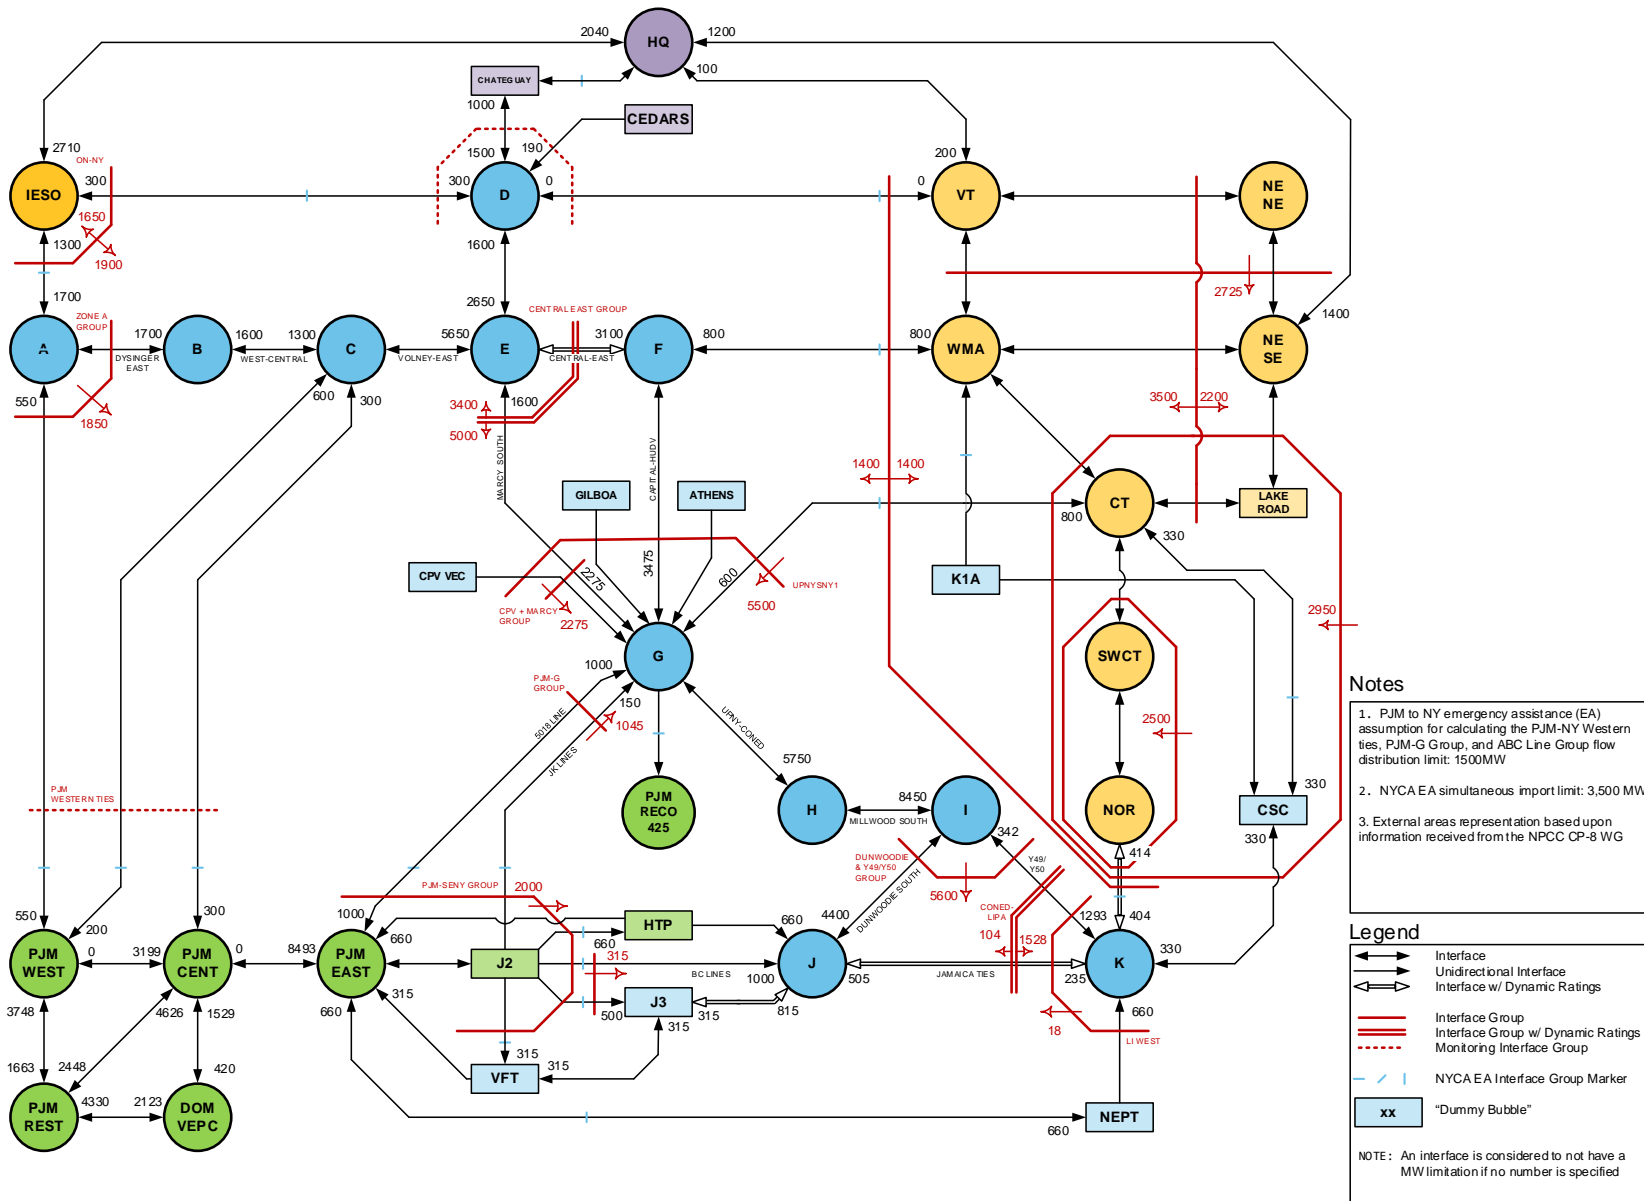 2040
HQ
1200
100
CHATEGUAY
1000
CEDARS
2710
ON-NY
1500
190
200
IESO
300
300
D
0
0
VT
NE
NE
1650
1300
1900
1600
2725
1700
2650
CENTRAL EAST GROUP
1400
ZONE A
GROUP
A
1700
B
1600
1300
C
5650
E
3100
F
800
800
WMA
NE
SE
DYSINGER
EAST
WEST-CENTRAL
VOLNEY-EAST
CENTRAL-EAST
550
1850
600
300
3400
1600
5000
3500
2200
MARCY SOUTH
CAPITAL-HUDV
1400
1400
GILBOA
ATHENS
CT
LAKE
ROAD
800
330
CPV VEC
2275
3475
600
K1A
UPNYSNY1
CPV + MARCY
GROUP
2275
5500
2950
G
SWCT
1000
PJM-G
GROUP
150
1045
5018 LINE
JK LINES
UPNY-CONED
2500
5750
PJM
WESTERN TIES
PJM
RECO
425
H
8450
I
MILLWOOD SOUTH
342
NOR
330
CSC
330
414
DUNWOODIE
& Y49/Y50
GROUP
Y49/
Y50
5600
DUNWOODIE SOUTH
PJM-SENY GROUP
2000
CONED-
LIPA
550
200
300
1000
660
HTP
660
660
4400
104
1528
1293
404
330
PJM
WEST
0
3199
PJM
CENT
0
8493
PJM
EAST
J2
315
BC LINES
1000
J
505
JAMAICA TIES
235
K
3748
4626
1529
315
660
500
J3
315
315
815
660
18
LI WEST
1663
2448
420
315
VFT
315
PJM
REST
4330
2123
DOM
VEPC
660
NEPT
Notes
1. PJM to NY emergency assistance (EA)
assumption for calculating the PJM-NY Western
ties, PJM-G Group, and ABC Line Group flow
distribution limit: 1500MW
2. NYCA EA simultaneous import limit: 3,500 MW
3. External areas representation based upon
information received from the NPCC CP-8 WG
Legend
Interface
Unidirectional Interface
Interface w/ Dynamic Ratings
Interface Group
Interface Group w/ Dynamic Ratings
Monitoring Interface Group
NYCA EA Interface Group Marker
xx
“Dummy Bubble”
NOTE: An interface is considered to not have a
MW limitation if no number is specified